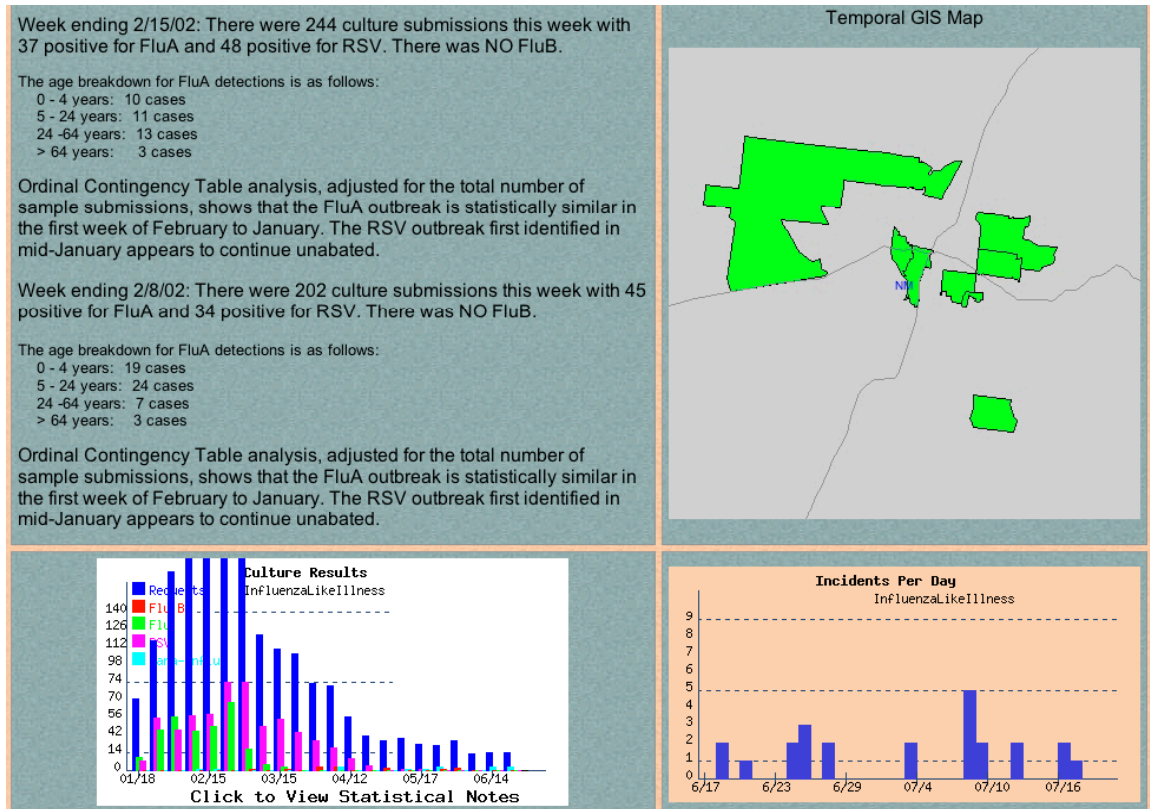 Week ending 2/15/02: There were 244 culture submissions this week with
37 positive for FluA and 48 positive for RSV. There was NO FluB.
The age breakdown for FluA detections is as follows:
0 - 4 years: 10 cases
5 - 24 years: 11 cases
24 -64 years: 13 cases
> 64 years: 3 cases
Ordinal Contingency Table analysis, adjusted for the total number of
sample submissions, shows that the FluA outbreak is statistically similar in
the first week of February to January. The RSV outbreak first identified in
mid-January appears to continue unabated.
Week ending 2/8/02: There were 202 culture submissions this week with 45
positive for FluA and 34 positive for RSV. There was NO FluB.
The age breakdown for FluA detections is as follows:
0 - 4 years: 19 cases
5 - 24 years: 24 cases
24 -64 years: 7 cases
> 64 years: 3 cases
Ordinal Contingency Table analysis, adjusted for the total number of
sample submissions, shows that the FluA outbreak is statistically similar in
the first week of February to January. The RSV outbreak first identified in
mid-January appears to continue unabated.
Temporal GIS Map
NM
Culture Results
InfluenzaLikeIllness
Requests
Flu B
Flu
RSV
140
126
112
98
74
70
56
42
14
0
01/18 02/15 03/15 04/12 05/17 06/14
Click to View Statistical Notes
Incidents Per Day
InfluenzaLikeIllness
9
8
7
6
5
4
3
2
1
0
6/17 6/23 6/29 7/4 07/10 07/16